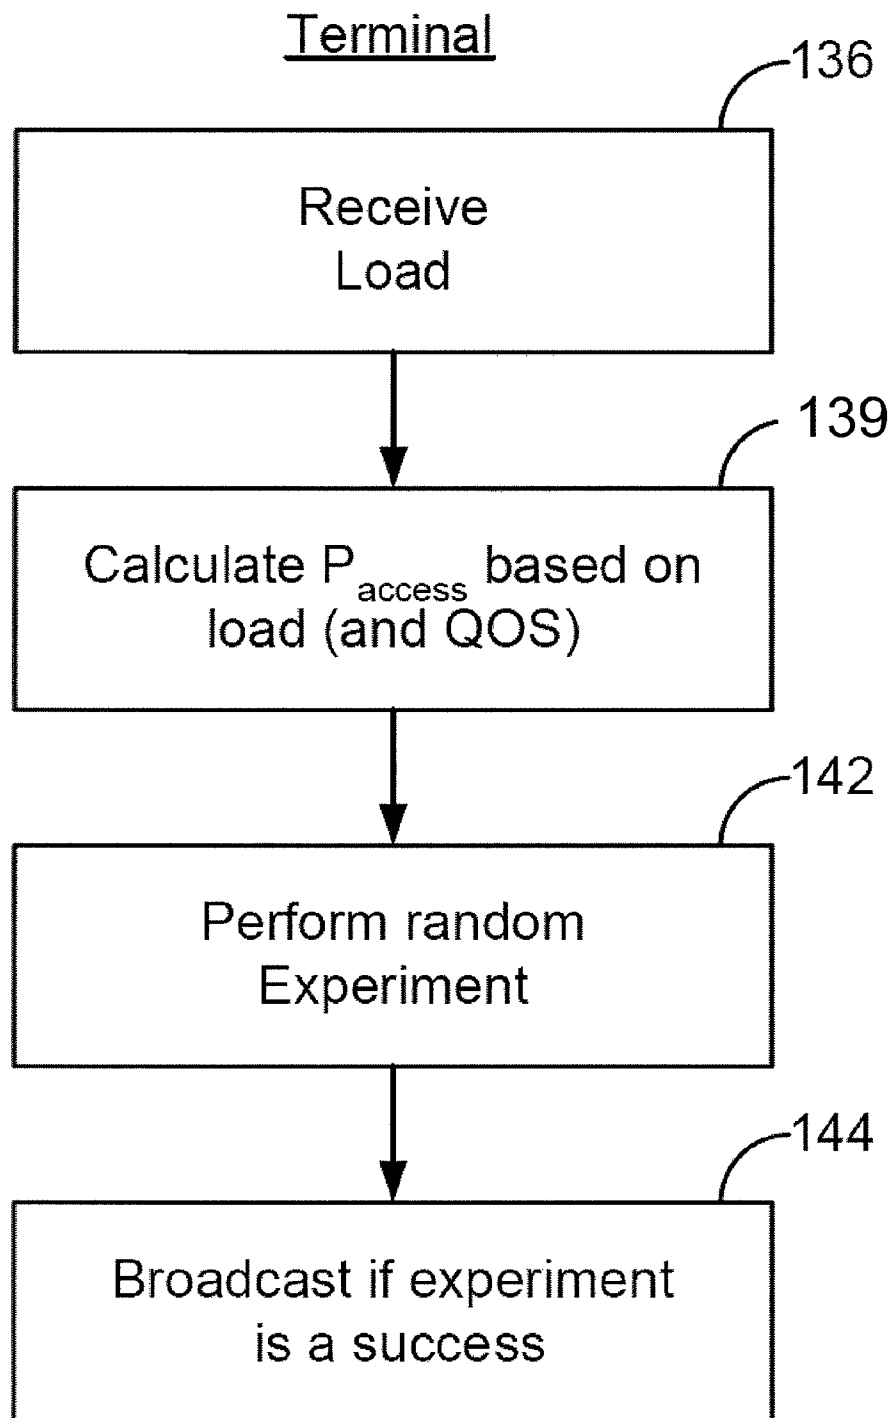 Terminal
136
Receive
Load
139
Calculate Paccess based on
load (and QOS)
142
Perform random
Experiment
144
Broadcast if experiment
is a success